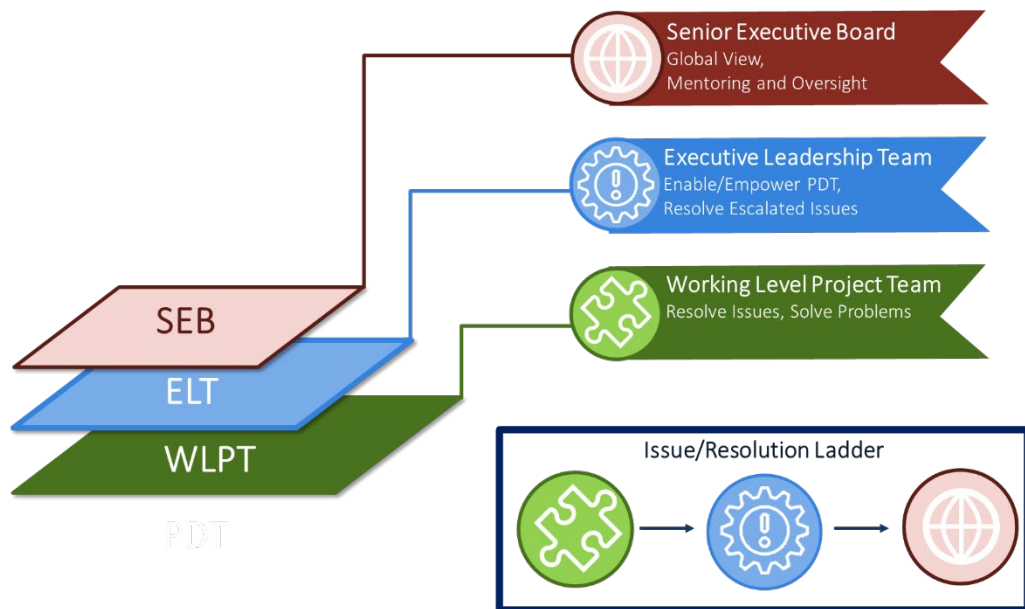 Senior Executive Board
Global View,
Mentoring and Oversight
Executive Leadership Team
Enable/Empower PDT,
Resolve Escalated Issues
Working Level Project Team
Resolve Issues, Solve Problems
SEB
ELT
WLPT
PDT
Issue/Resolution Ladder